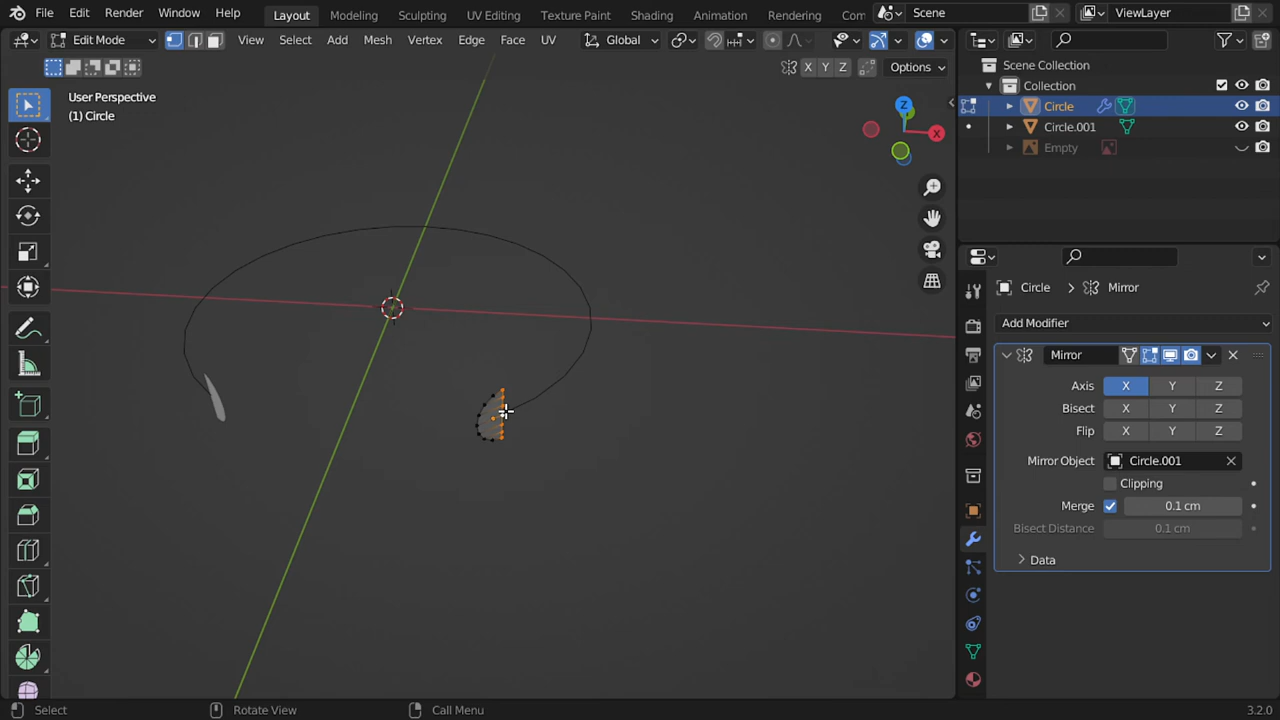 File Edit Render Window Help Layout Modeling Sculpting UV Editing Texture Paint Shading Animation Rendering Com Scene ViewLayer
Edit Mode View Select Add Mesh Vertex Edge Face UV Global
X Y Z Options
User Perspective
(1) Circle
Z
X
Scene Collection
Collection
Circle
Circle.001
Empty
Circle Mirror
Add Modifier
Mirror
Axis X Y Z
Bisect X Y Z
Flip X Y Z
Mirror Object Circle.001
Clipping
Merge 0.1 cm
Bisect Distance 0.1 cm
Data
Select Rotate View Call Menu 3.2.0